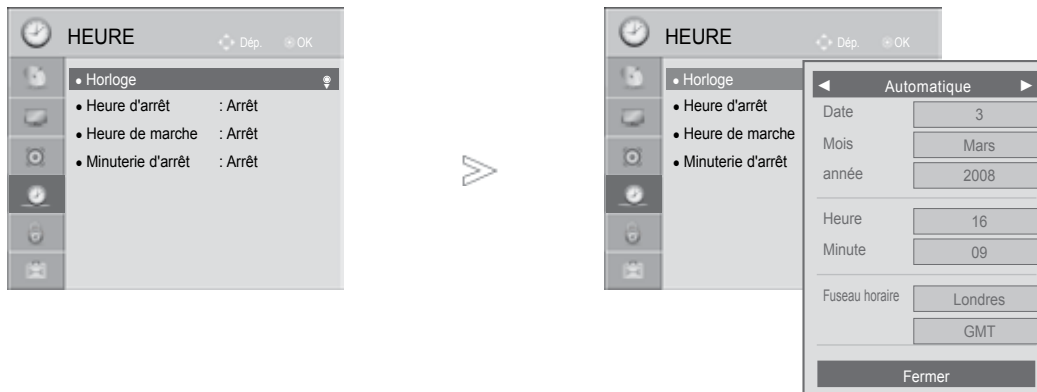 HEURE Dép. OK
• Horloge
• Heure d'arrêt : Arrêt
• Heure de marche : Arrêt
• Minuterie d'arrêt : Arrêt
HEURE Dép. OK
• Horloge
• Heure d'arrêt
• Heure de marche
• Minuterie d'arrêt
◄ Automatique ►
Date 3
Mois Mars
année 2008
Heure 16
Minute 09
Fuseau horaire Londres
GMT
Fermer